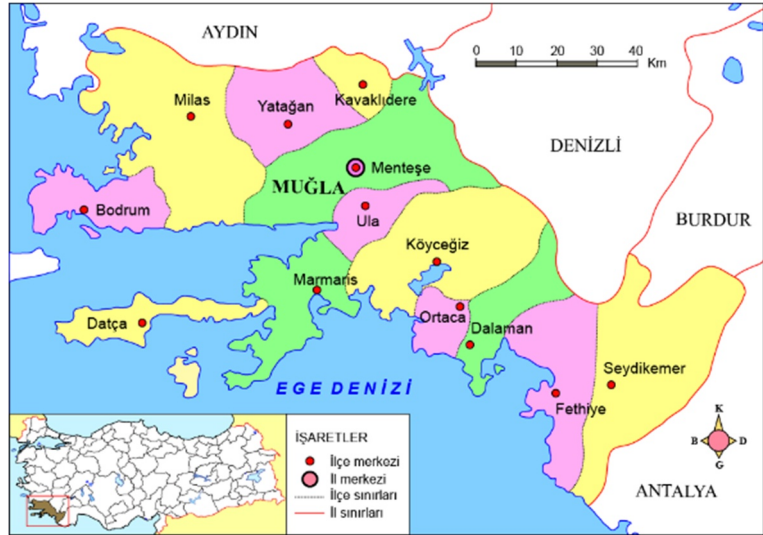 AYDIN
0 10 20 30 40
Km
Kavaklıdere
Milas
Yatağan
DENİZLİ
Menteşe
MUĞLA
Bodrum
Ula
BURDUR
Köyceğiz
Marmaris
Ortaca
Datça
Dalaman
Seydikemer
EGE DENİZİ
Fethiye
K
B D
G
ANTALYA
İŞARETLER
İlçe merkezi
İl merkezi
İlçe sınırları
İl sınırları